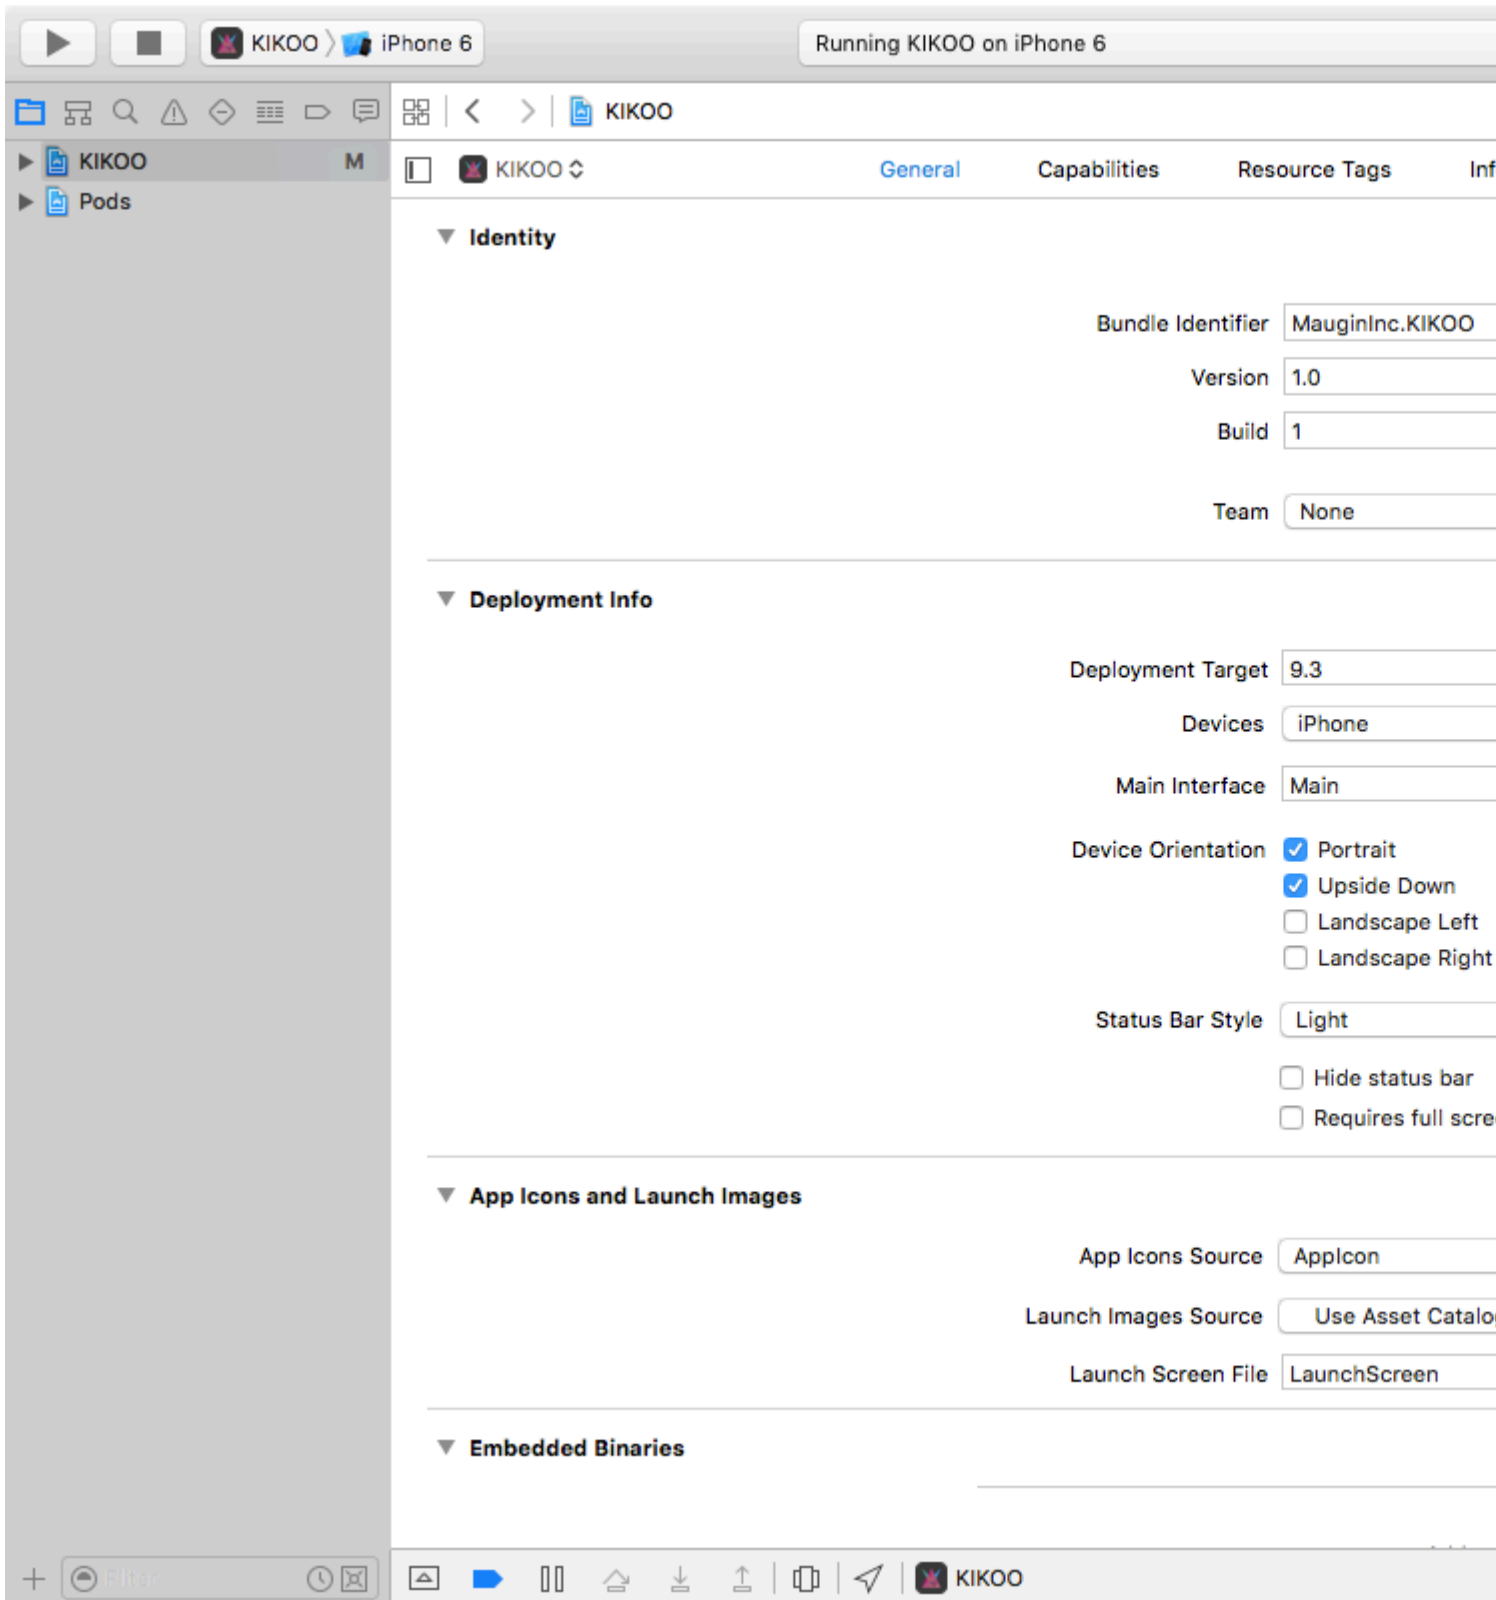 KIKOO iPhone 6
Running KIKOO on iPhone 6
KIKOO
KIKOO M
KIKOO
General Capabilities Resource Tags Inf
Pods
Identity
Bundle Identifier MauginInc.KIKOO
Version 1.0
Build 1
Team None
Deployment Info
Deployment Target 9.3
Devices iPhone
Main Interface Main
Device Orientation Portrait
Upside Down
Landscape Left
Landscape Right
Status Bar Style Light
Hide status bar
Requires full scre
App Icons and Launch Images
App Icons Source AppIcon
Launch Images Source Use Asset Catalo
Launch Screen File LaunchScreen
Embedded Binaries
Filter
KIKOO